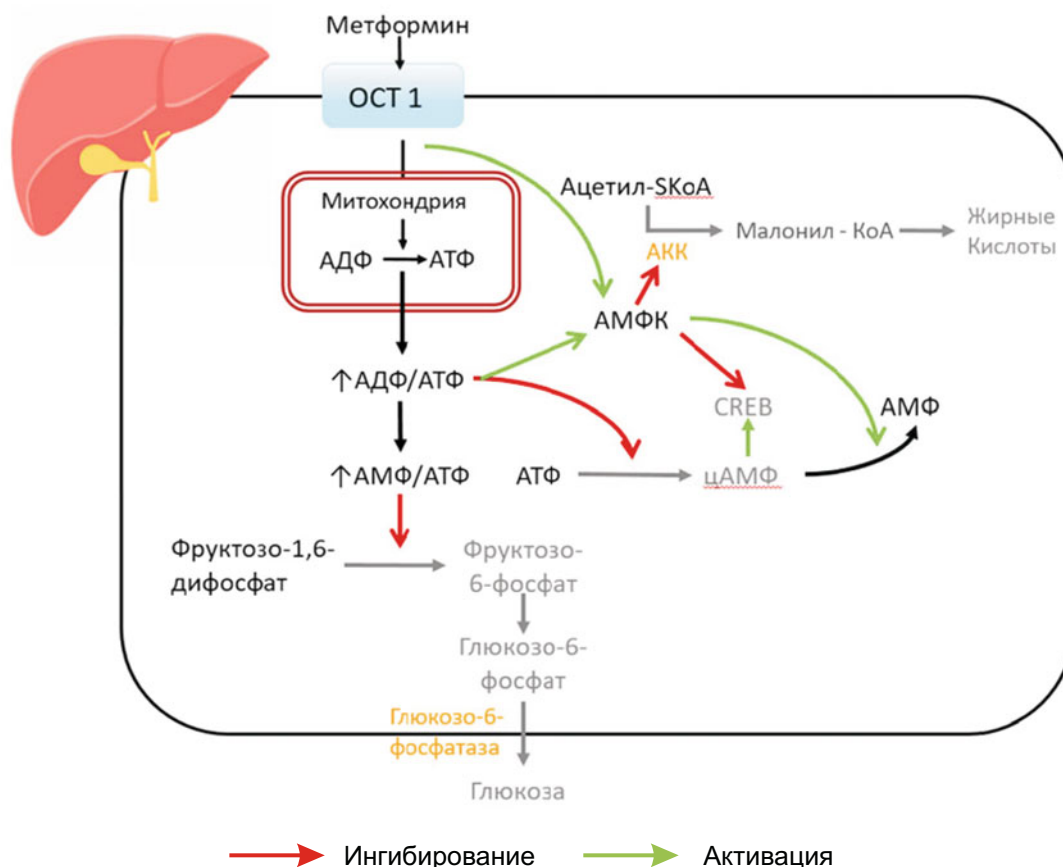 Метформин
ОСТ 1
Митохондрия
АДФ
АТФ
Ацетил-SKoA
АКК
Малонил - КоА
Жирные
Кислоты
АМФК
↑АДФ/АТФ
CREB
АМФ
↑АМФ/АТФ
АТФ
цАМФ
Фруктозо-1,6-
дифосфат
Фруктозо-
6-фосфат
Глюкозо-6-
фосфат
Глюкозо-6-
фосфатаза
Глюкоза
Ингибирование
Активация